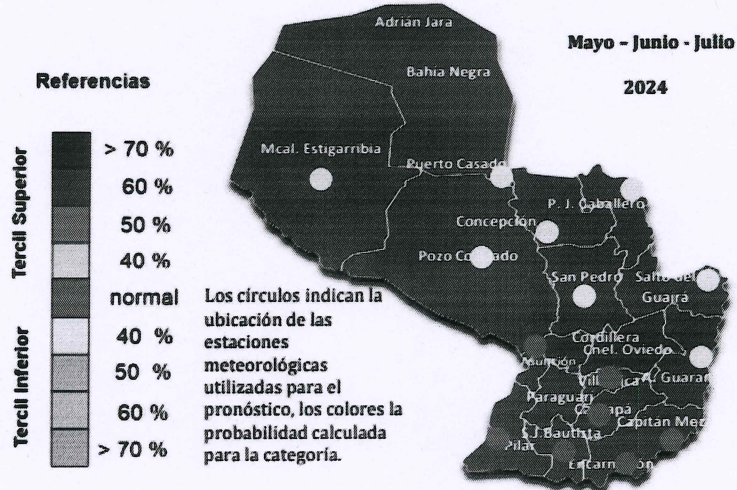 Mayo - Junio - Julio
2024
Referencias
Tercil Superior
> 70 %
60 %
50 %
40 %
normal
Tercil Inferior
40 %
50 %
60 %
> 70 %
Los círculos indican la
ubicación de las
estaciones
meteorológicas
utilizadas para el
pronóstico, los colores la
probabilidad calculada
para la categoría.
Adrián Jara
Bahía Negra
Mcal. Estigarribia
Puerto Casado
P. J. Caballero
Concepción
Pozo
San Pedro
Guairá
Cordillera
Cnel. Oviedo
Paraguarí
S.J.Bautista
Pilar